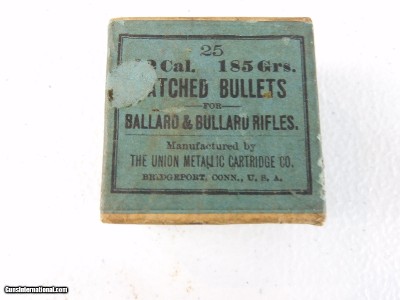 25
Cal. 185 Grs.
ATCHED BULLETS
FOR
BALLARD & BULLARD RIFLES.
Manufactured by
THE UNION METALLIC CARTRIDGE CO.
BRIDGEPORT, CONN., U. S. A.
GunsInternational.com